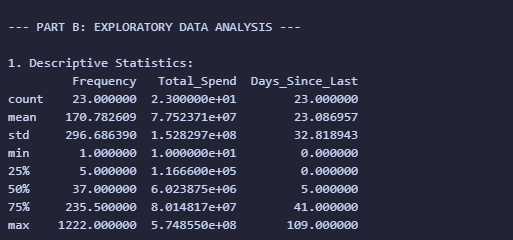 --- PART B: EXPLORATORY DATA ANALYSIS ---
1. Descriptive Statistics:
Frequency Total_Spend Days_Since_Last
count 23.000000 2.300000e+01 23.000000
mean 170.782609 7.752371e+07 23.086957
std 296.686390 1.528297e+08 32.818943
min 1.000000 1.000000e+01 0.000000
25% 5.000000 1.166600e+05 0.000000
50% 37.000000 6.023875e+06 5.000000
75% 235.500000 8.014817e+07 41.000000
max 1222.000000 5.748550e+08 109.000000